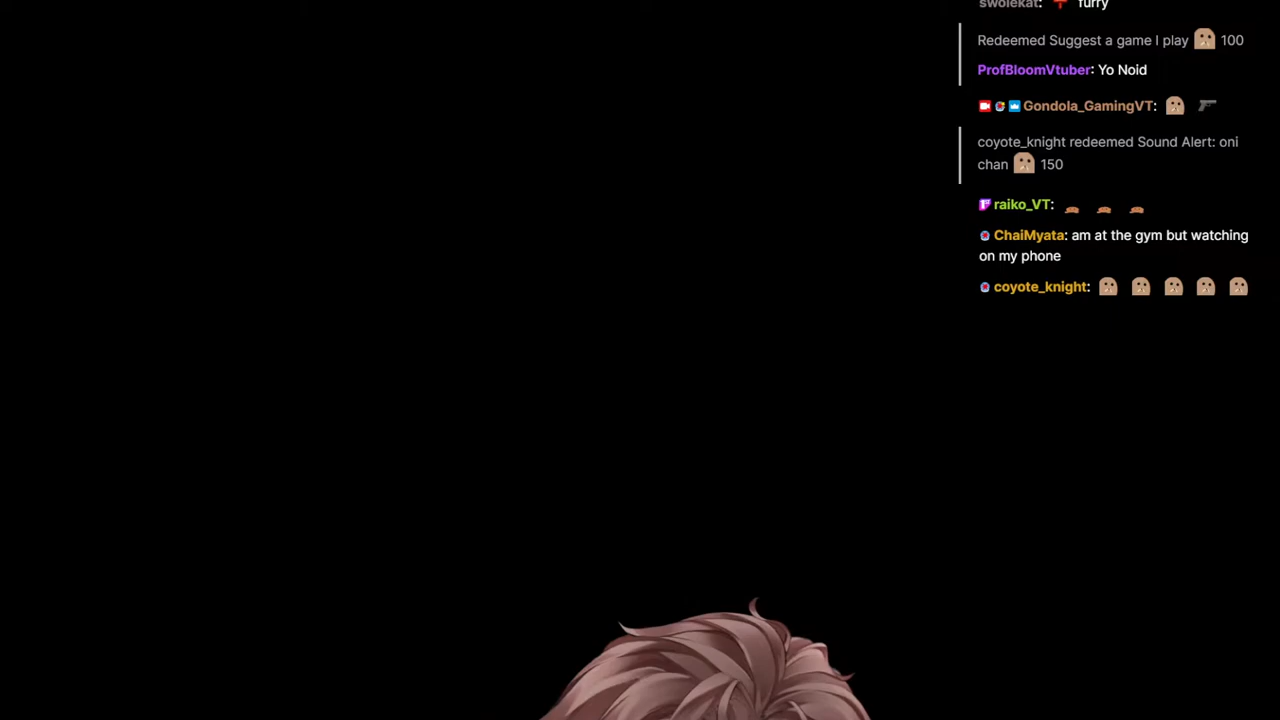 swolekat: furry
Redeemed Suggest a game I play 100
ProfBloomVtuber: Yo Noid
Gondola_GamingVT:
coyote_knight redeemed Sound Alert: oni
chan 150
raiko_VT:
ChaiMyata: am at the gym but watching
on my phone
coyote_knight: